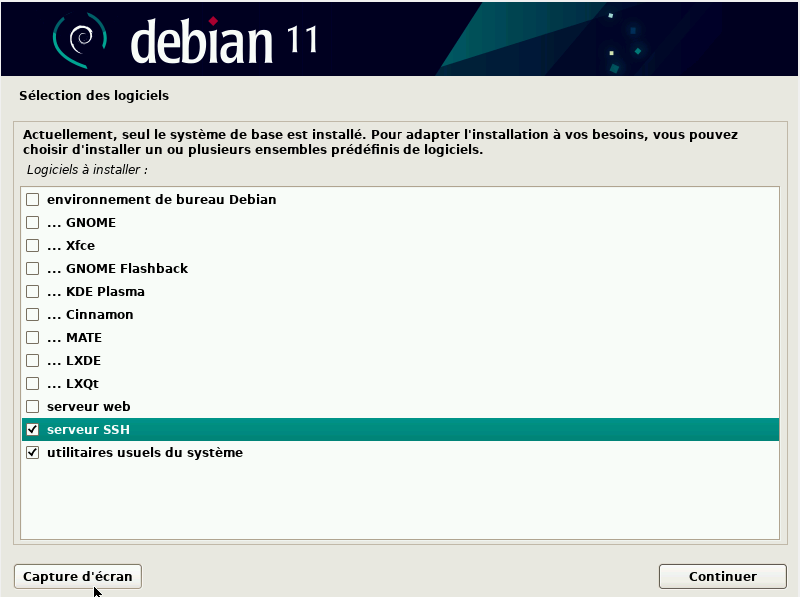 debian 11
Sélection des logiciels
Actuellement, seul le système de base est installé. Pour adapter l'installation à vos besoins, vous pouvez
choisir d'installer un ou plusieurs ensembles prédéfinis de logiciels.
Logiciels à installer :
environnement de bureau Debian
... GNOME
... Xfce
... GNOME Flashback
... KDE Plasma
... Cinnamon
... MATE
... LXDE
... LXQt
serveur web
serveur SSH
utilitaires usuels du système
Capture d'écran
Continuer